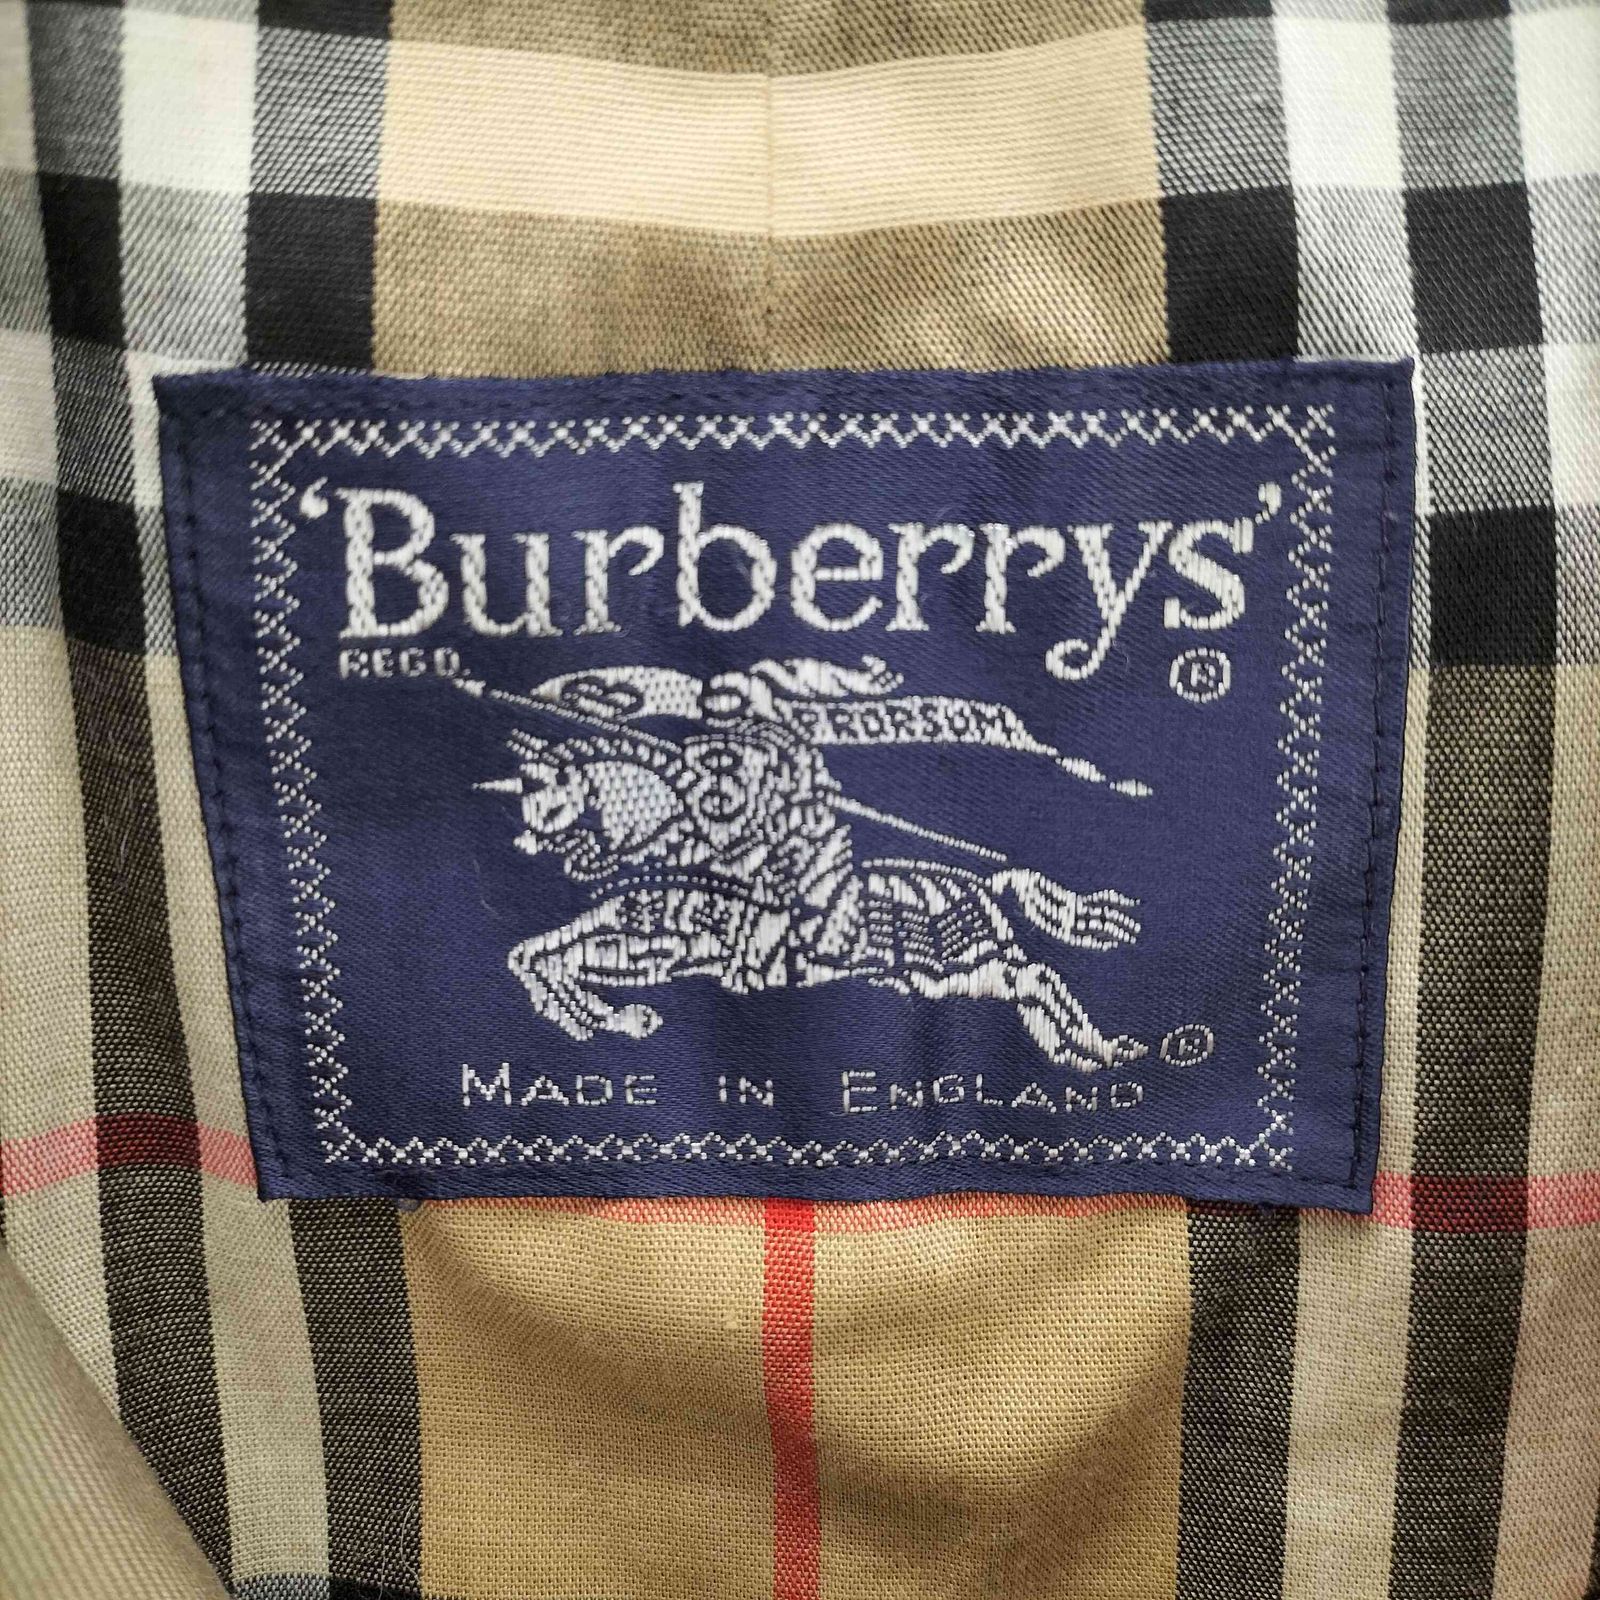 ‘Burberrys’
REGD. ®
PRORSUM
®
MADE IN ENGLAND